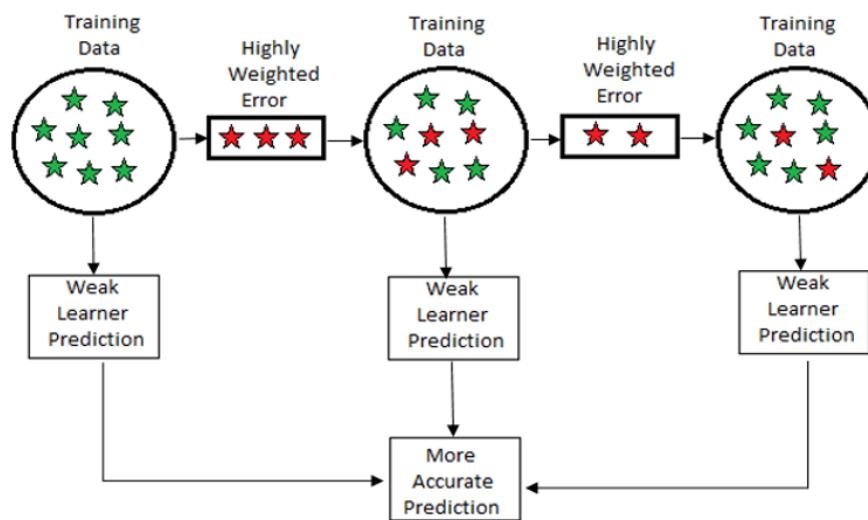 Training
Data
Highly
Weighted
Error
Training
Data
Highly
Weighted
Error
Training
Data
Weak
Learner
Prediction
Weak
Learner
Prediction
Weak
Learner
Prediction
More
Accurate
Prediction